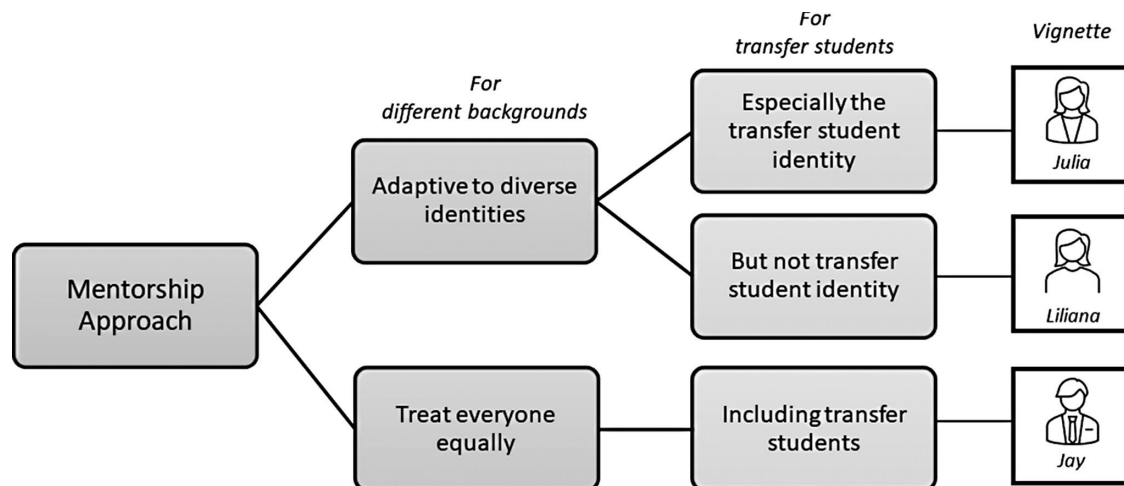 For
transfer students
Vignette
For
different backgrounds
Especially the
transfer student
identity
Julia
Adaptive to diverse
identities
But not transfer
student identity
Liliana
Mentorship
Approach
Treat everyone
equally
Including transfer
students
Jay